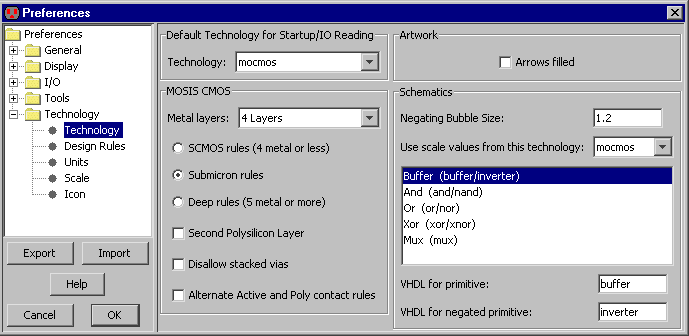 Preferences
Preferences
General
Display
I/O
Tools
Technology
Technology
Design Rules
Units
Scale
Icon
Export
Import
Help
Cancel
OK
Default Technology for Startup/IO Reading
Technology: mocmos
MOSIS CMOS
Metal layers: 4 Layers
SCMOS rules (4 metal or less)
Submicron rules
Deep rules (5 metal or more)
Second Polysilicon Layer
Disallow stacked vias
Alternate Active and Poly contact rules
Artwork
Arrows filled
Schematics
Negating Bubble Size: 1.2
Use scale values from this technology: mocmos
Buffer (buffer/inverter)
And (and/nand)
Or (or/nor)
Xor (xor/xnor)
Mux (mux)
VHDL for primitive: buffer
VHDL for negated primitive: inverter